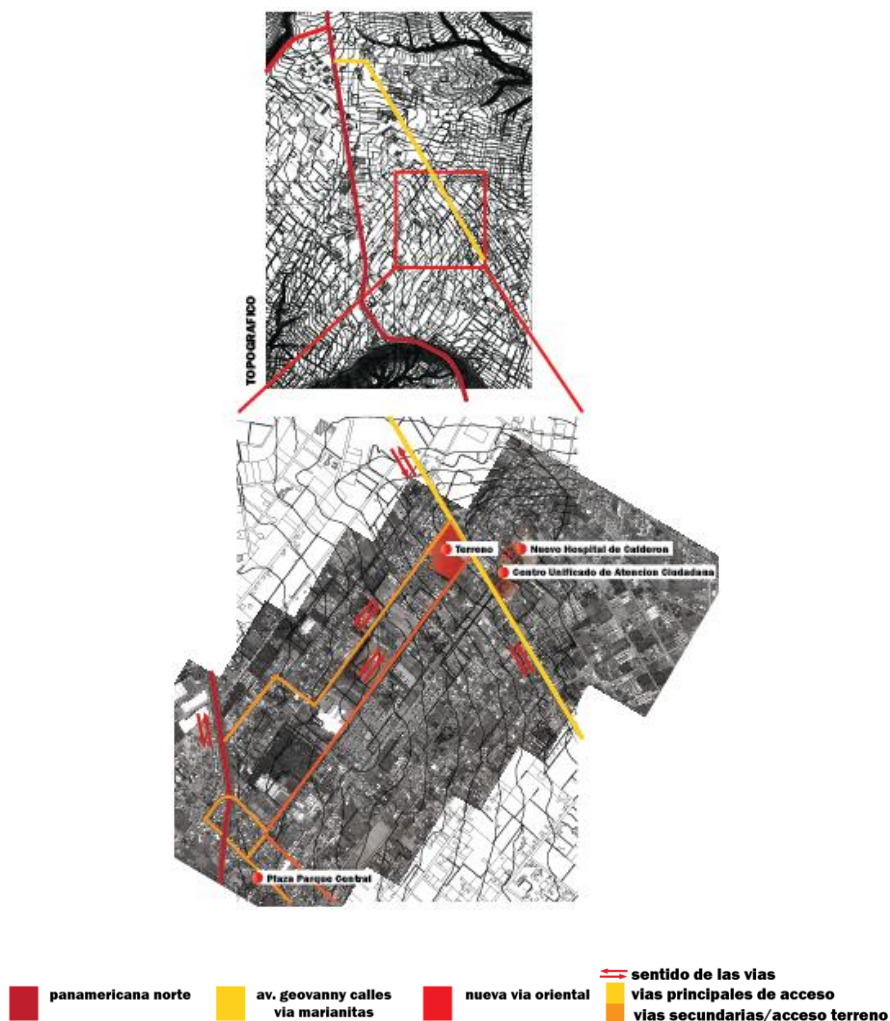 TOPOGRAFICO
Terreno
Nuevo Hospital de Calderon
Centro Unificado de Atencion Ciudadana
Plaza Parque Central
sentido de las vias
panamericana norte
av. geovanny calles
via marianitas
nueva via oriental
vias principales de acceso
vias secundarias/acceso terreno